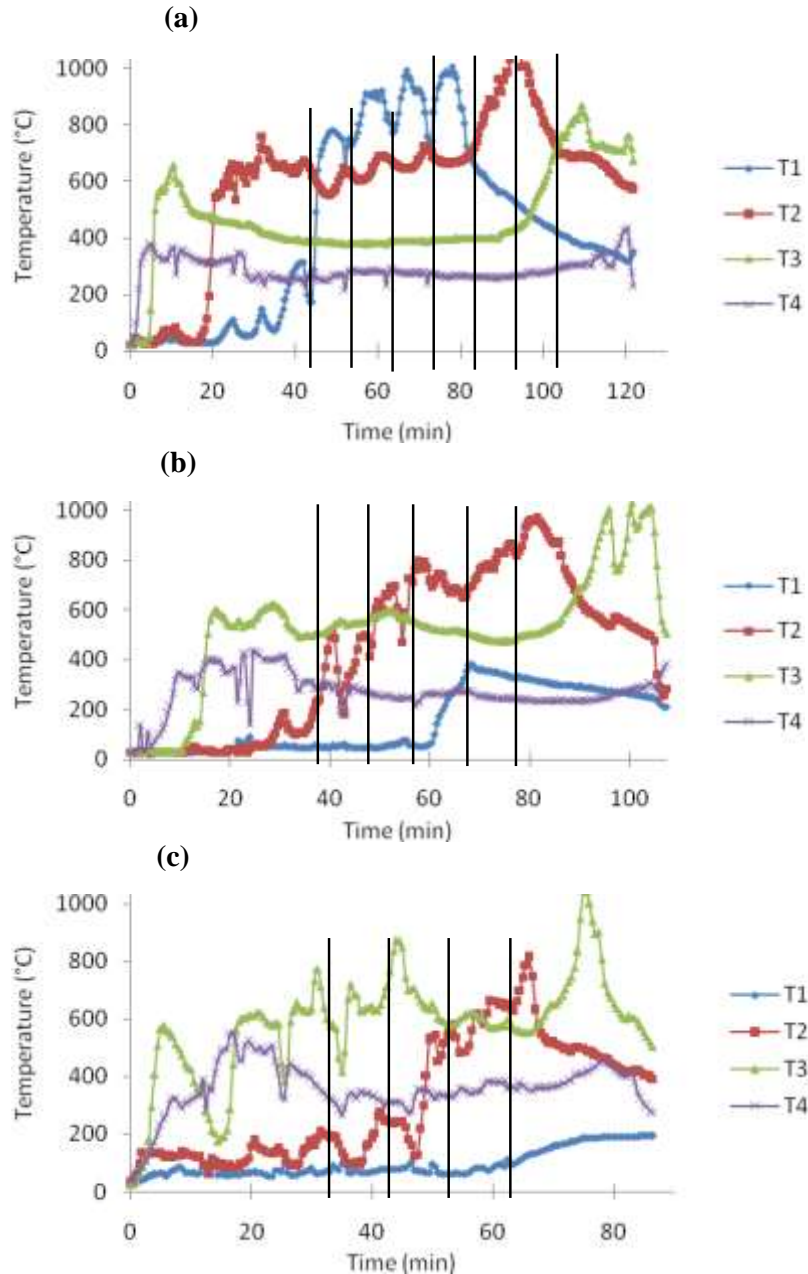 (a)
Temperature (°C)
1000
800
600
400
200
0
0 20 40 60 80 100 120
Time (min)
T1
T2
T3
T4
(b)
Temperature (°C)
1000
800
600
400
200
0
0 20 40 60 80 100
Time (min)
T1
T2
T3
T4
(c)
Temperature (°C)
1000
800
600
400
200
0
0 20 40 60 80
Time (min)
T1
T2
T3
T4